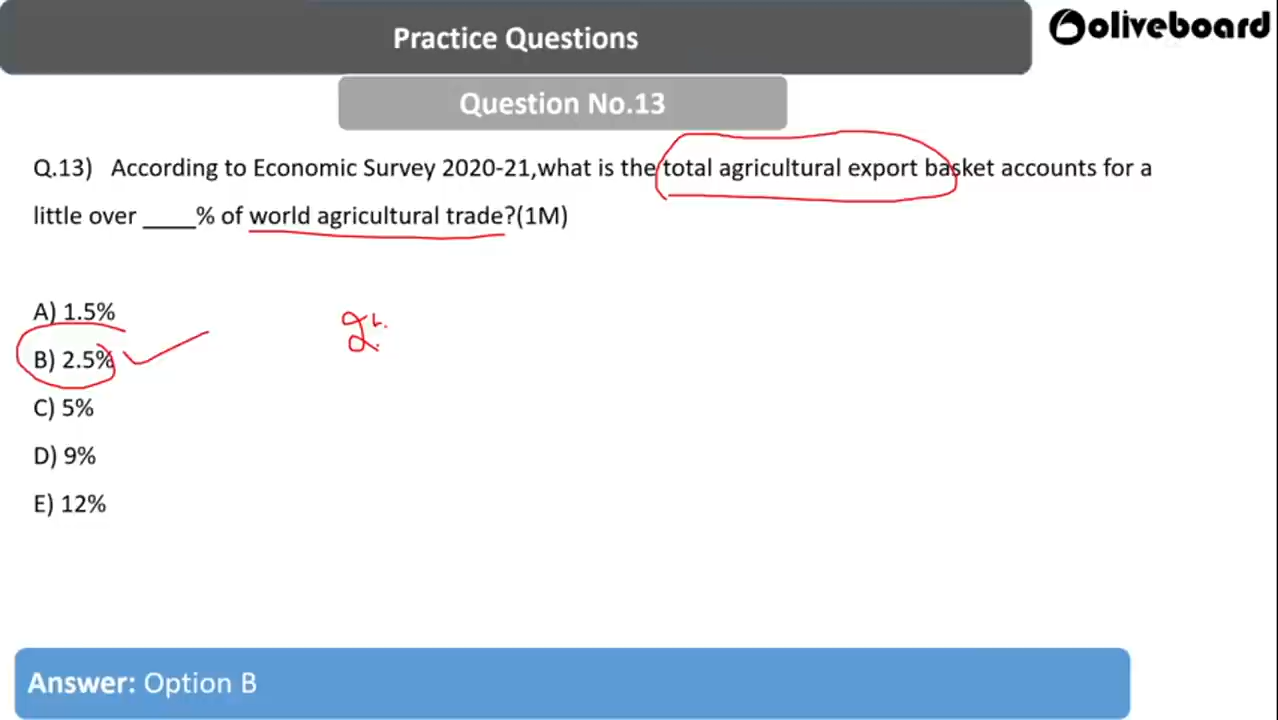 Practice Questions
oliveboard
Question No.13
Q.13) According to Economic Survey 2020-21,what is the total agricultural export basket accounts for a
little over ____% of world agricultural trade?(1M)
A) 1.5%
B) 2.5%
C) 5%
D) 9%
E) 12%
Answer: Option B